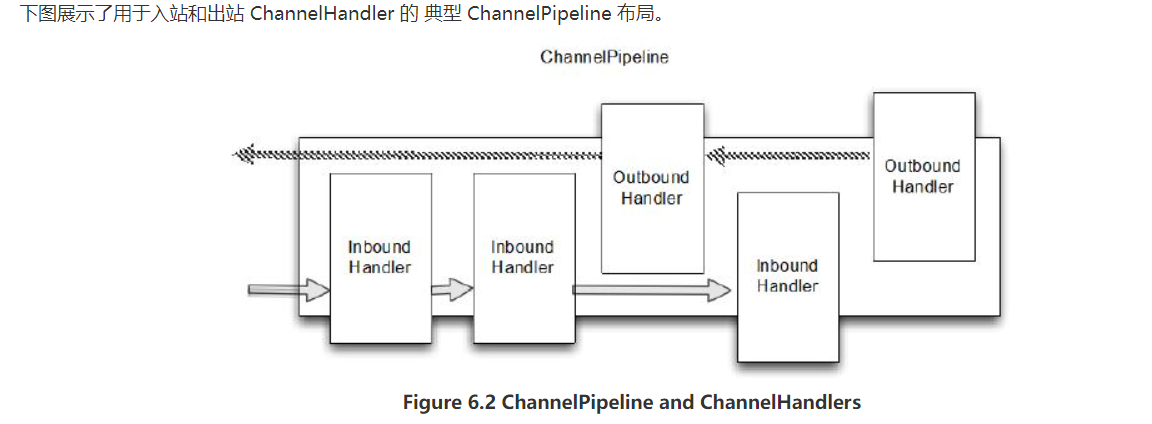 下图展示了用于入站和出站 ChannelHandler 的 典型 ChannelPipeline 布局。
ChannelPipeline
Outbound
Handler
Outbound
Handler
Inbound
Handler
Inbound
Handler
Inbound
Handler
Figure 6.2 ChannelPipeline and ChannelHandlers